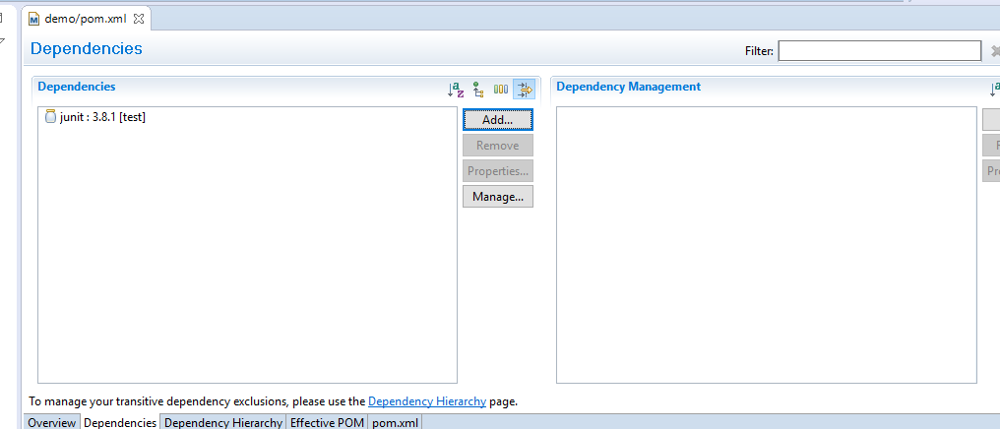 demo/pom.xml
Dependencies
Filter:
Dependencies
Dependency Management
junit : 3.8.1 [test]
Add...
Remove
Properties...
Manage...
To manage your transitive dependency exclusions, please use the Dependency Hierarchy page.
Overview Dependencies Dependency Hierarchy Effective POM pom.xml